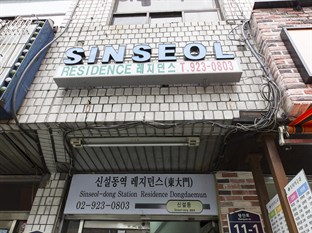 SINSEOL
RESIDENCE 레지던스 T.923-0803
신설동역 레지던스(東大門)
Sinseol-dong Station Residence Dongdaemun
02-923-0803
신설동
11-1